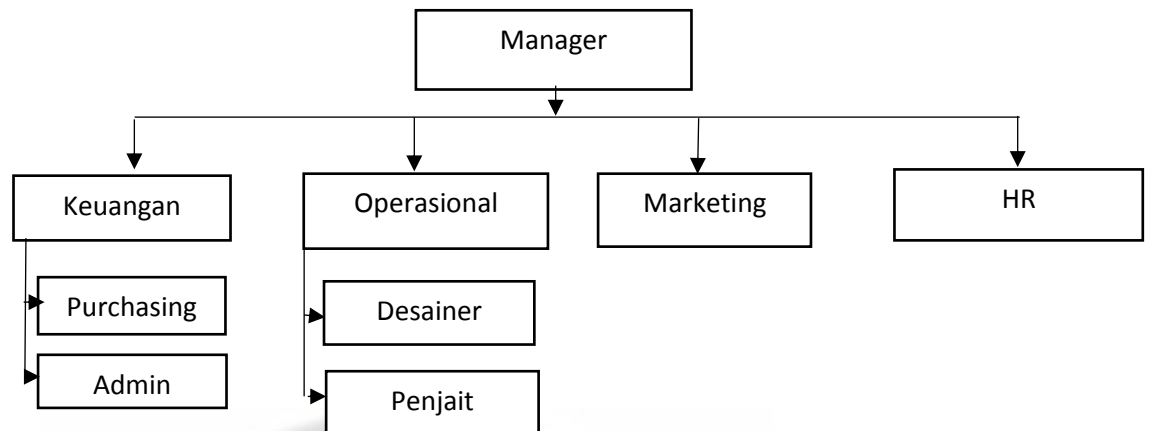 Manager
Keuangan
Operasional
Marketing
HR
Purchasing
Desainer
Admin
Penjait